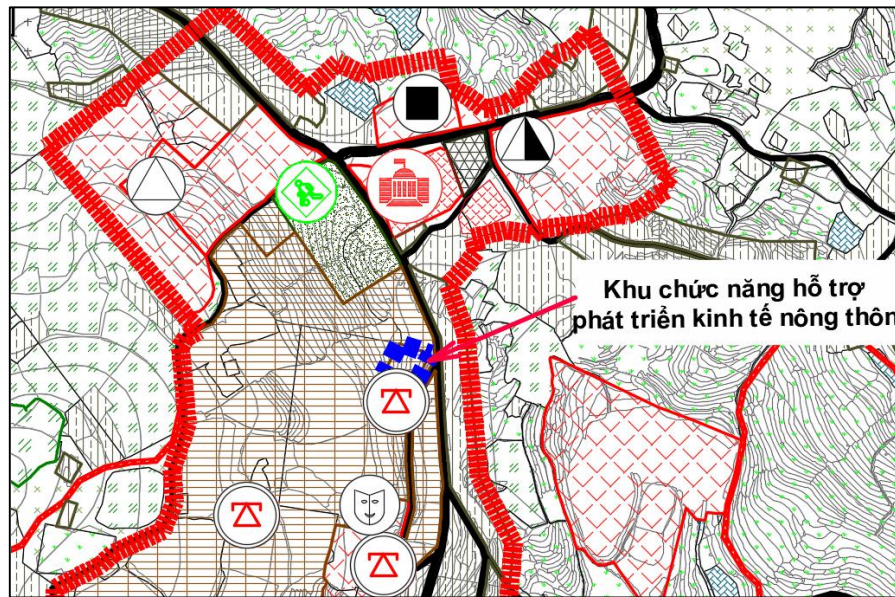 Khu chức năng hỗ trợ
phát triển kinh tế nông thôn